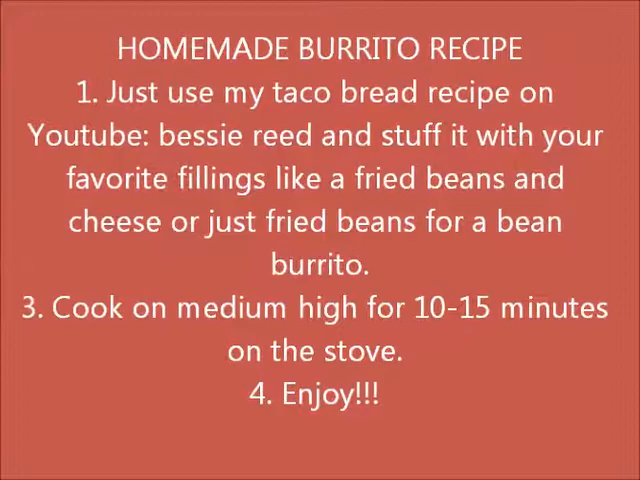 HOMEMADE BURRITO RECIPE
1. Just use my taco bread recipe on
Youtube: bessie reed and stuff it with your
favorite fillings like a fried beans and
cheese or just fried beans for a bean
burrito.
3. Cook on medium high for 10-15 minutes
on the stove.
4. Enjoy!!!